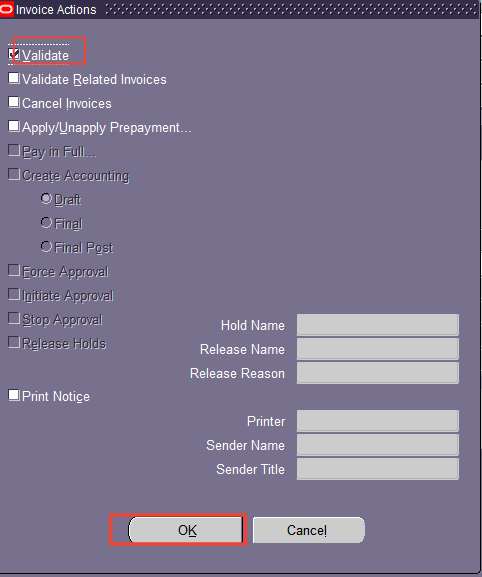 Invoice Actions
Validate
Validate Related Invoices
Cancel Invoices
Apply/Unapply Prepayment...
Pay in Full...
Create Accounting
Draft
Final
Final Post
Force Approval
Initiate Approval
Stop Approval
Release Holds
Hold Name
Release Name
Release Reason
Print Notice
Printer
Sender Name
Sender Title
OK Cancel